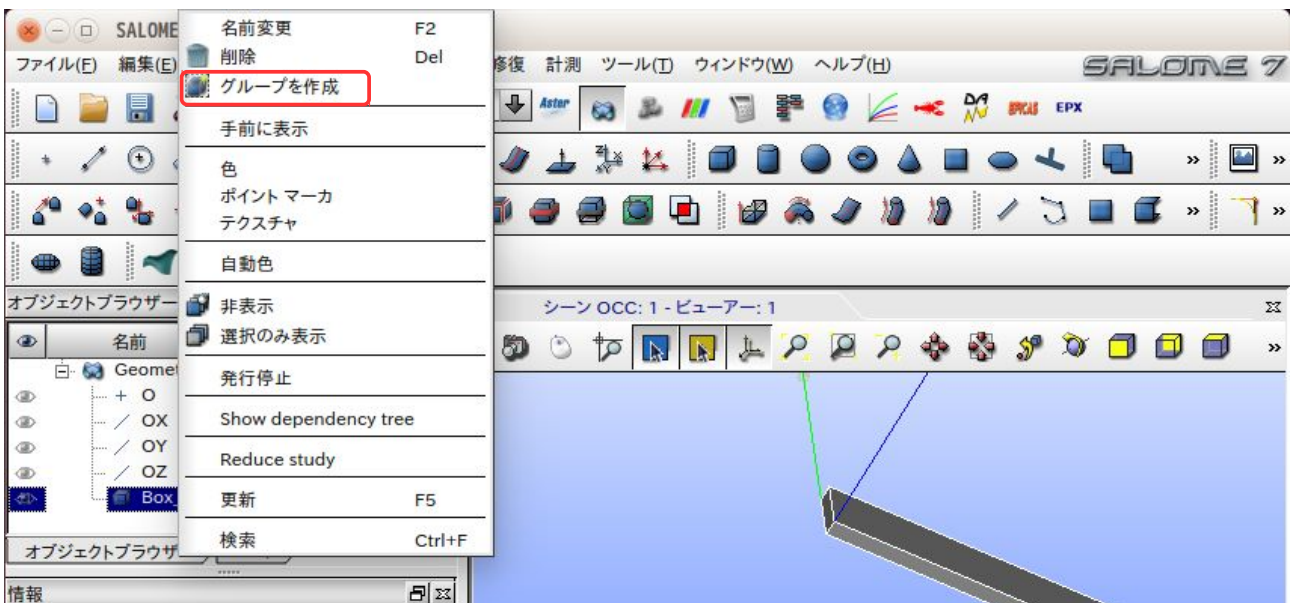 SALOME
ファイル(F) 編集(E) 修復 計測 ツール(T) ウィンドウ(W) ヘルプ(H) SALOME 7
名前変更 F2
削除 Del
グループを作成
手前に表示
色
ポイント マーカ
テクスチャ
自動色
非表示
選択のみ表示
発行停止
Show dependency tree
Reduce study
更新 F5
検索 Ctrl+F
Aster
EPX
» »
» »
オブジェクトブラウザー
シーン OCC: 1 - ビューアー: 1
名前
»
Geomet
O
OX
OY
OZ
Box
オブジェクトブラウザ
情報